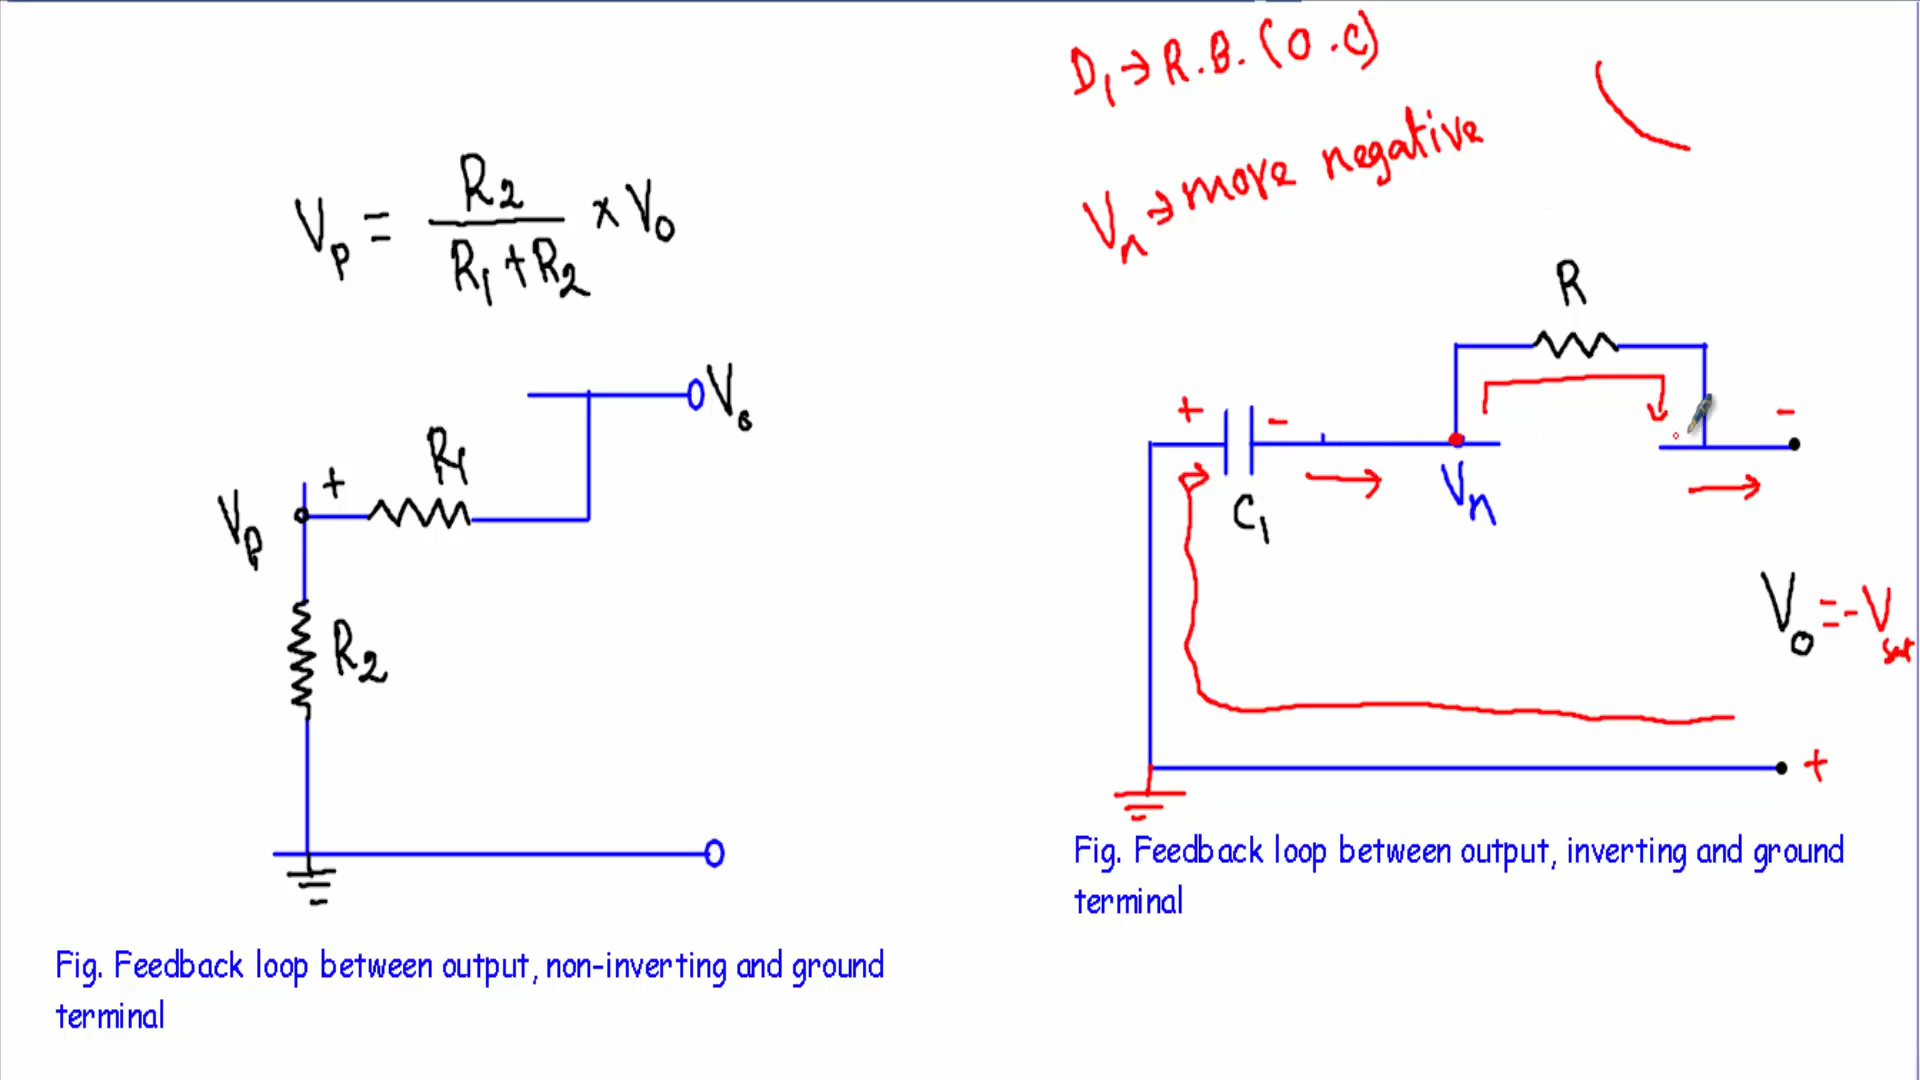 Vp = R2 / R1 + R2 × Vo
Vo
R1
+
Vp
R2
Fig. Feedback loop between output, non-inverting and ground
terminal
D1 → R.B. (O.C)
Vn → more negative
R
+ - -
C1
Vn
Vo = -Vsat
+
Fig. Feedback loop between output, inverting and ground
terminal